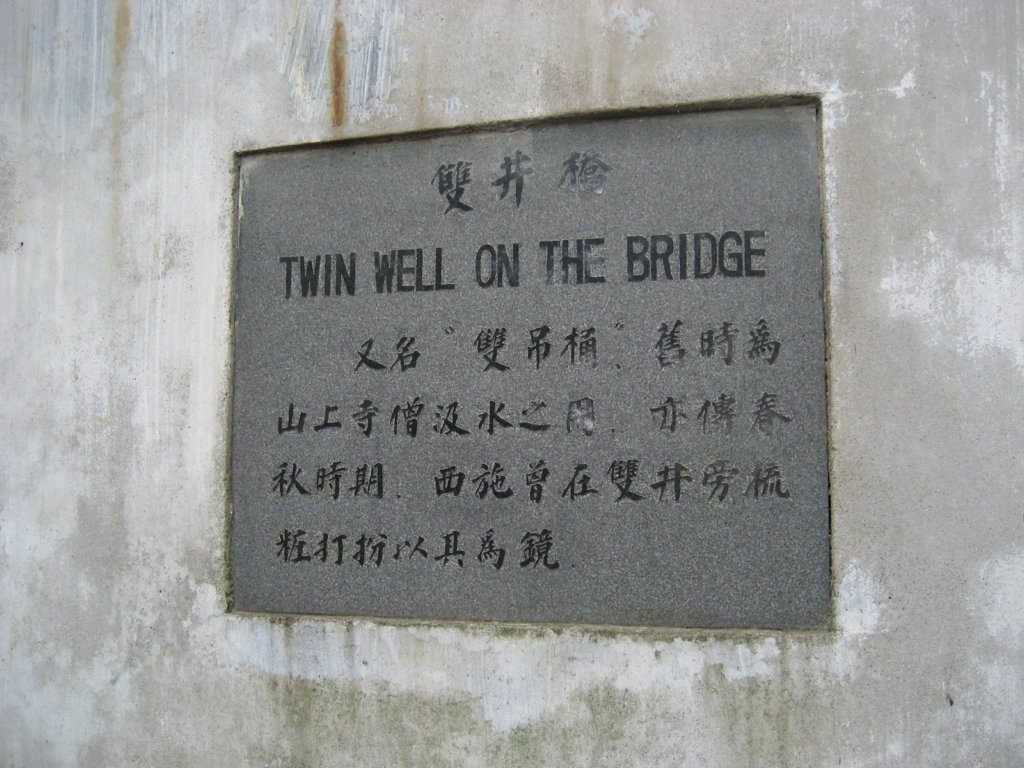 雙井橋
TWIN WELL ON THE BRIDGE
又名“雙吊桶”.舊時為
山上寺僧汲水之用.亦傳春
秋時期.西施曾在雙井旁梳
粧打扮以其為鏡.